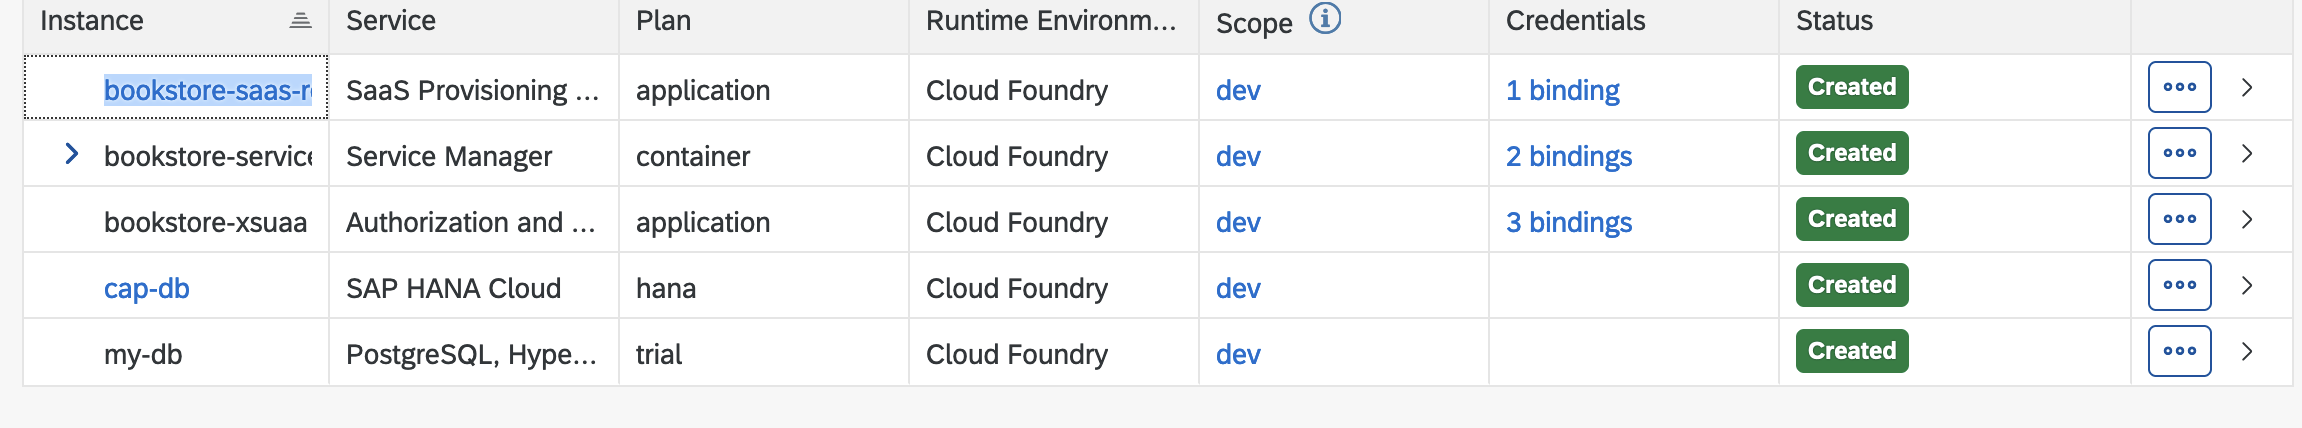 Instance Service Plan Runtime Environm... Scope Credentials Status
bookstore-saas-r SaaS Provisioning ... application Cloud Foundry dev 1 binding Created
bookstore-service Service Manager container Cloud Foundry dev 2 bindings Created
bookstore-xsuaa Authorization and ... application Cloud Foundry dev 3 bindings Created
cap-db SAP HANA Cloud hana Cloud Foundry dev Created
my-db PostgreSQL, Hype... trial Cloud Foundry dev Created